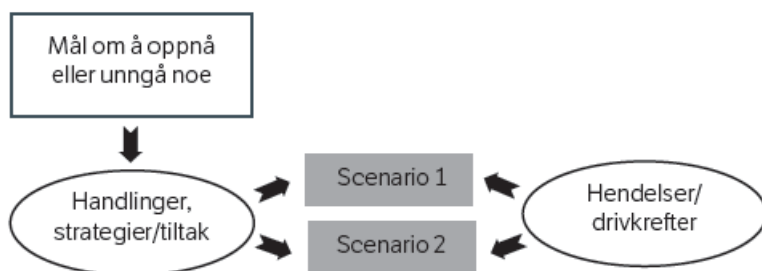 Mål om å oppnå
eller unngå noe
Handlinger,
strategier/tiltak
Scenario 1
Scenario 2
Hendelser/
drivkrefter